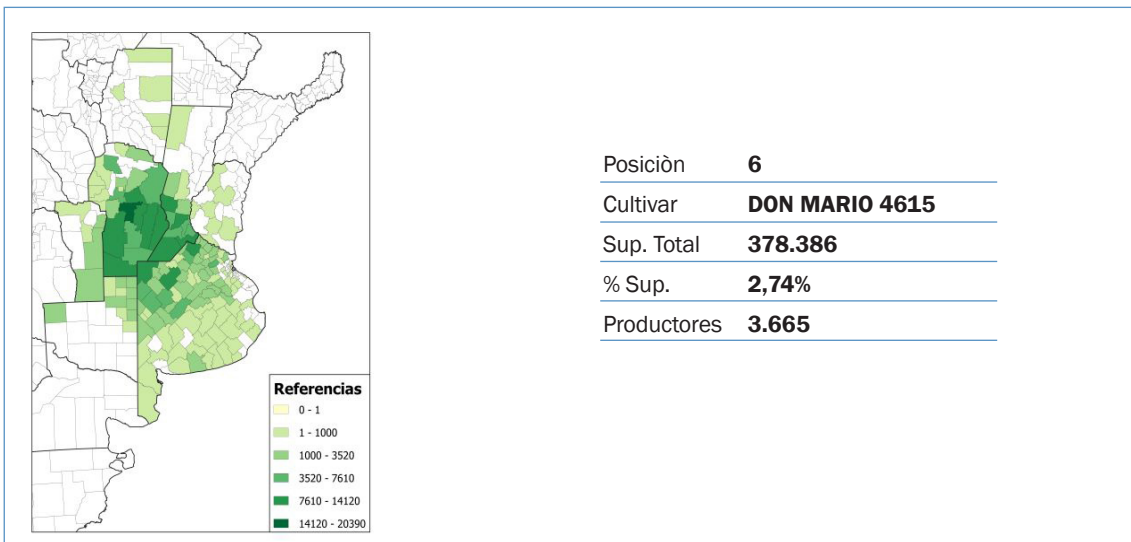 Referencias
0 - 1
1 - 1000
1000 - 3520
3520 - 7610
7610 - 14120
14120 - 20390
Posiciòn 6
Cultivar DON MARIO 4615
Sup. Total 378.386
% Sup. 2,74%
Productores 3.665